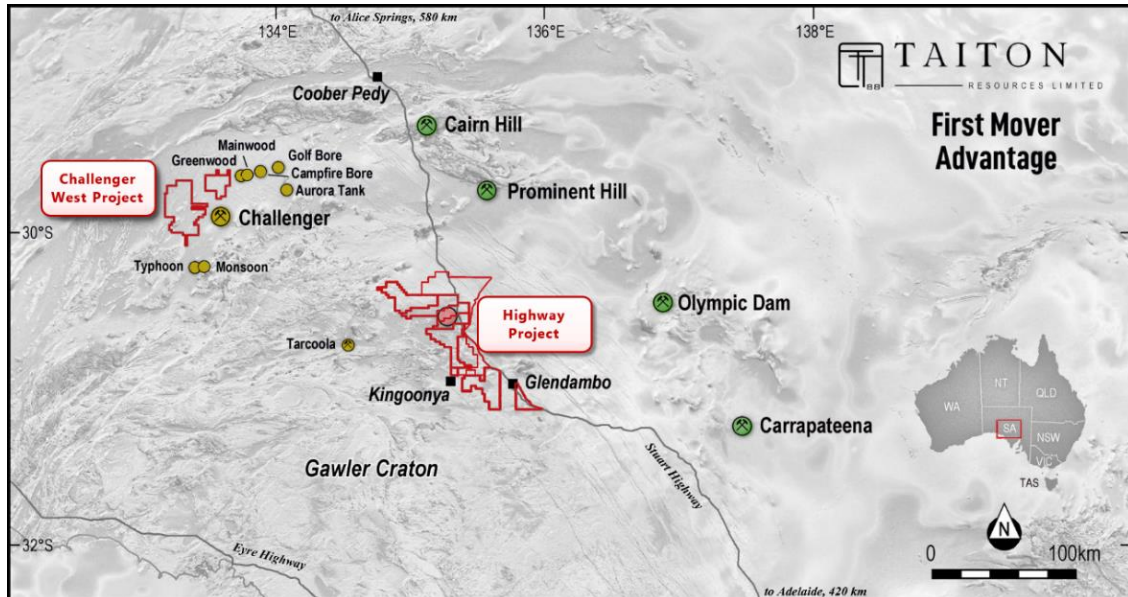 to Alice Springs, 580 km
134°E
136°E
138°E
TAITON
RESOURCES LIMITED
TT88
First Mover
Advantage
Coober Pedy
Cairn Hill
Mainwood
Golf Bore
Greenwood
Campfire Bore
Aurora Tank
Prominent Hill
Challenger
West Project
Challenger
30°S
Typhoon
Monsoon
Olympic Dam
Highway
Project
Tarcoola
Kingoonya
Glendambo
Carrapateena
Gawler Craton
Stuart Highway
NT
QLD
WA
SA
NSW
VIC
TAS
N
32°S
Eyre Highway
0
100km
to Adelaide, 420 km